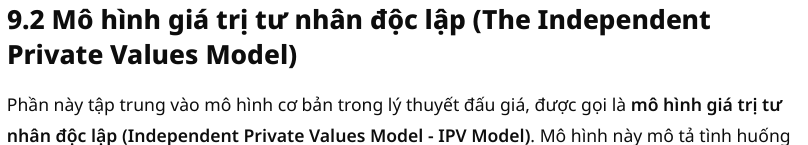 9.2 Mô hình giá trị tư nhân độc lập (The Independent
Private Values Model)
Phần này tập trung vào mô hình cơ bản trong lý thuyết đấu giá, được gọi là mô hình giá trị tư
nhân độc lập (Independent Private Values Model - IPV Model). Mô hình này mô tả tình huống